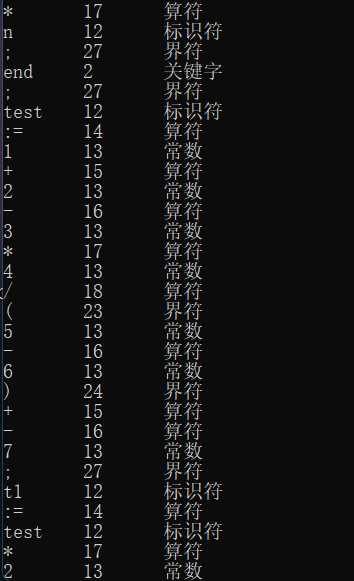 * 17 算符
n 12 标识符
; 27 界符
end 2 关键字
; 27 界符
test 12 标识符
:= 14 算符
1 13 常数
+ 15 算符
2 13 常数
- 16 算符
3 13 常数
* 17 算符
4 13 常数
/ 18 算符
( 23 界符
5 13 常数
- 16 算符
6 13 常数
) 24 界符
+ 15 算符
- 16 算符
7 13 常数
; 27 界符
t1 12 标识符
:= 14 算符
test 12 标识符
* 17 算符
2 13 常数